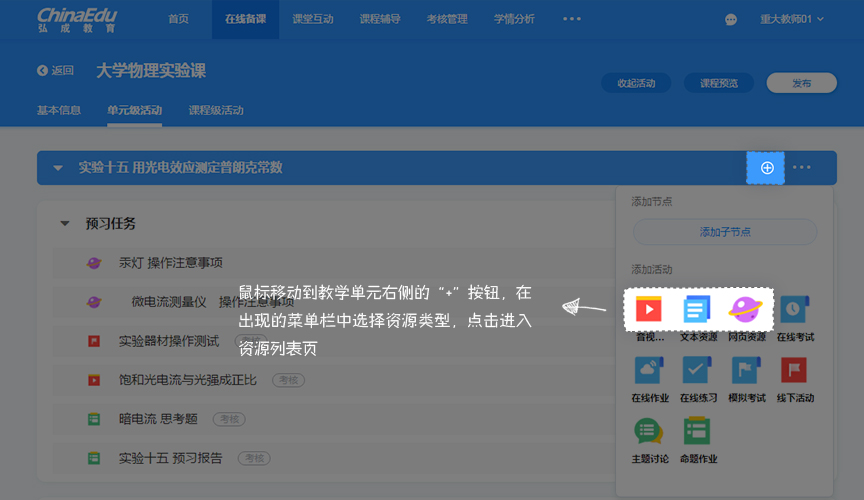 ChinaEdu
弘成教育
首页 在线备课 课堂互动 课程辅导 考核管理 学情分析 ••• 重大教师01
返回 大学物理实验课
收起活动 课程预览 发布
基本信息 单元级活动 课程级活动
实验十五 用光电效应测定普朗克常数
添加节点
添加子节点
预习任务
汞灯 操作注意事项
添加活动
微电流测量仪 操作注意事项
鼠标移动到教学单元右侧的“+”按钮，在
出现的菜单栏中选择资源类型，点击进入
资源列表页
音视... 文本资源 网页资源 在线考试
实验器材操作测试 考核
饱和光电流与光强成正比 考核
在线作业 在线练习 模拟考试 线下活动
暗电流 思考题 考核
实验十五 预习报告 考核
主题讨论 命题作业